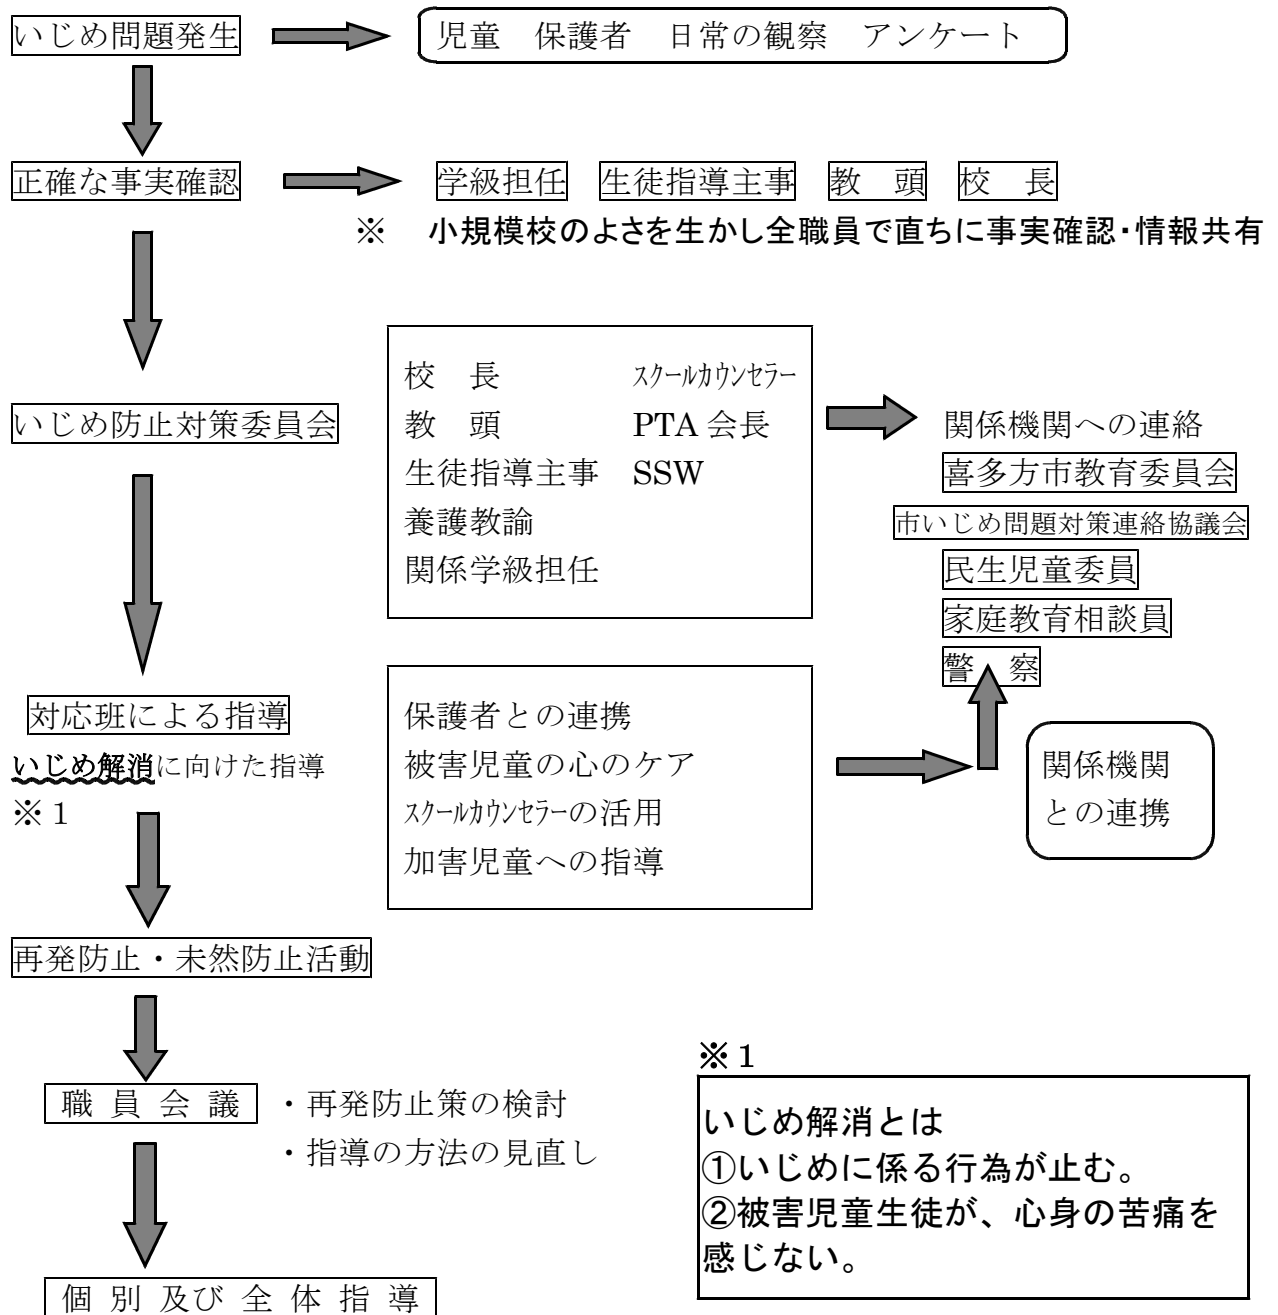 いじめ問題発生
児童　保護者　日常の観察　アンケート
正確な事実確認
学級担任　生徒指導主事　教　頭　校　長
※　小規模校のよさを生かし全職員で直ちに事実確認・情報共有
いじめ防止対策委員会
校　長　　スクールカウンセラー
教　頭　　PTA 会長
生徒指導主事　SSW
養護教諭
関係学級担任
関係機関への連絡
喜多方市教育委員会
市いじめ問題対策連絡協議会
民生児童委員
家庭教育相談員
警　察
対応班による指導
いじめ解消に向けた指導
※１
保護者との連携
被害児童の心のケア
スクールカウンセラーの活用
加害児童への指導
関係機関
との連携
再発防止・未然防止活動
職 員 会 議　・再発防止策の検討
・指導の方法の見直し
個 別 及び 全 体 指 導
※１
いじめ解消とは
①いじめに係る行為が止む。
②被害児童生徒が、心身の苦痛を
感じない。